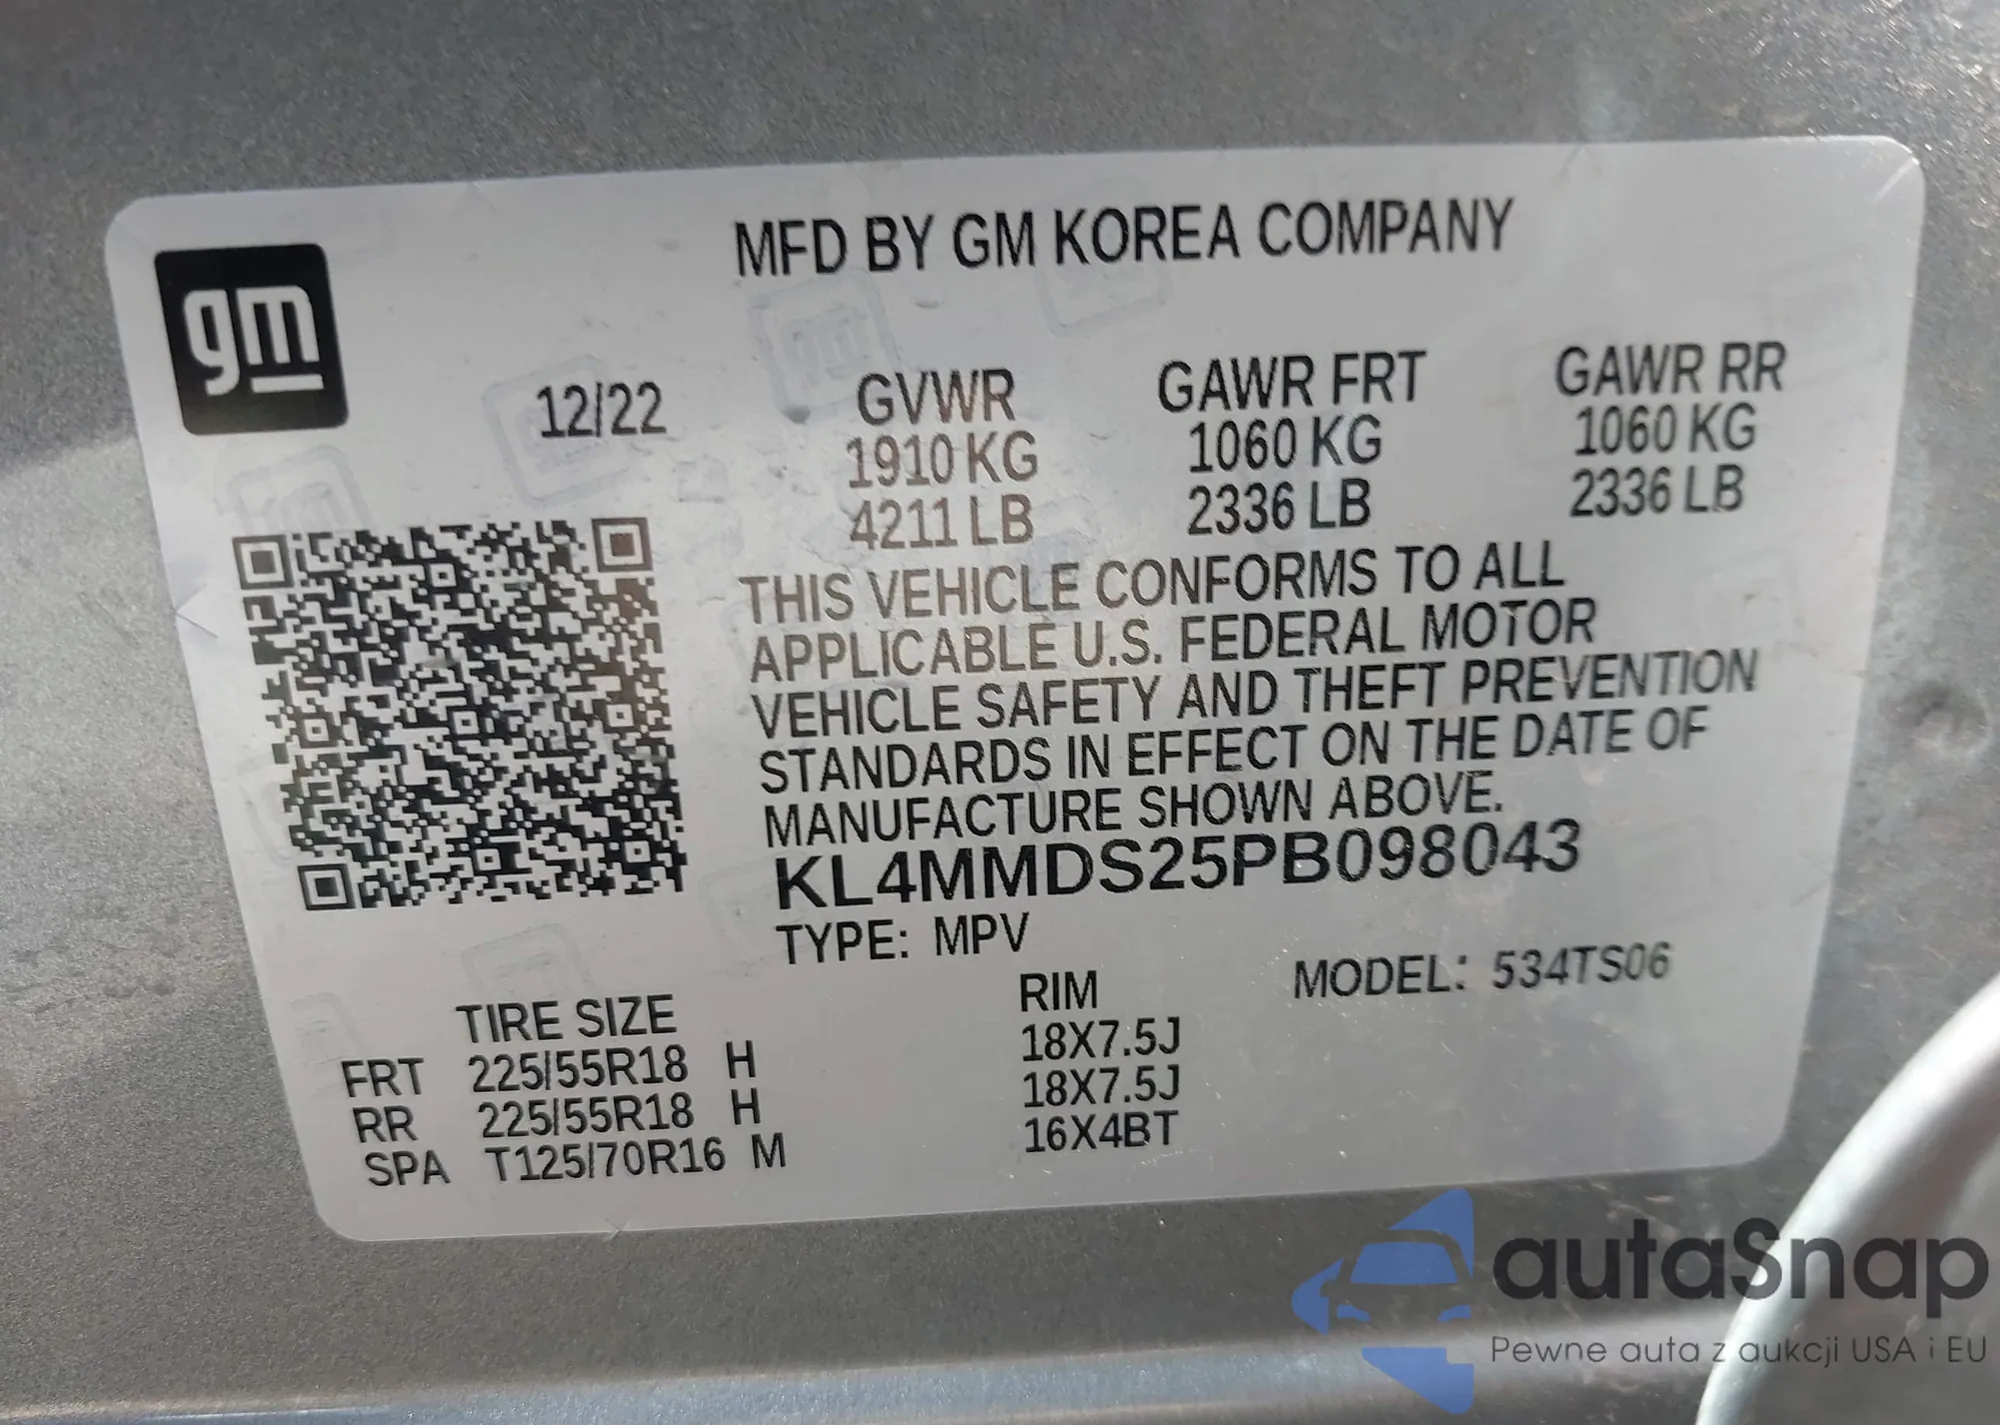 gm
MFD BY GM KOREA COMPANY
12/22 GVWR GAWR FRT GAWR RR
1910 KG 1060 KG 1060 KG
4211 LB 2336 LB 2336 LB
THIS VEHICLE CONFORMS TO ALL
APPLICABLE U.S. FEDERAL MOTOR
VEHICLE SAFETY AND THEFT PREVENTION
STANDARDS IN EFFECT ON THE DATE OF
MANUFACTURE SHOWN ABOVE.
KL4MMDS25PB098043
TYPE: MPV
MODEL: 534TS06
TIRE SIZE RIM
FRT 225/55R18 H 18X7.5J
RR 225/55R18 H 18X7.5J
SPA T125/70R16 M 16X4BT
autaSnap
Pewne auta z aukcji USA i EU